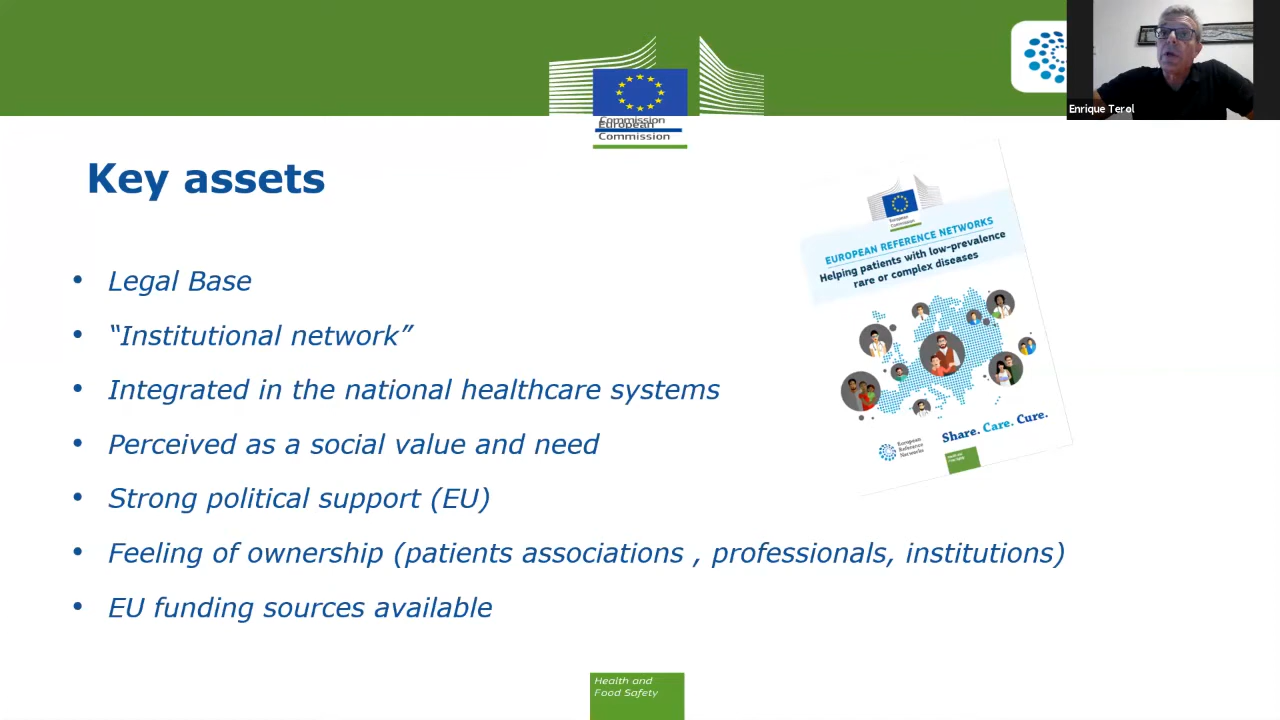 Enrique Terol
Commission
European
Commission
Key assets
• Legal Base
• “Institutional network”
• Integrated in the national healthcare systems
• Perceived as a social value and need
• Strong political support (EU)
• Feeling of ownership (patients associations , professionals, institutions)
• EU funding sources available
European
Commission
EUROPEAN REFERENCE NETWORKS
Helping patients with low-prevalence
rare or complex diseases
European
Reference
Networks
Share. Care. Cure.
Health and
Food Safety